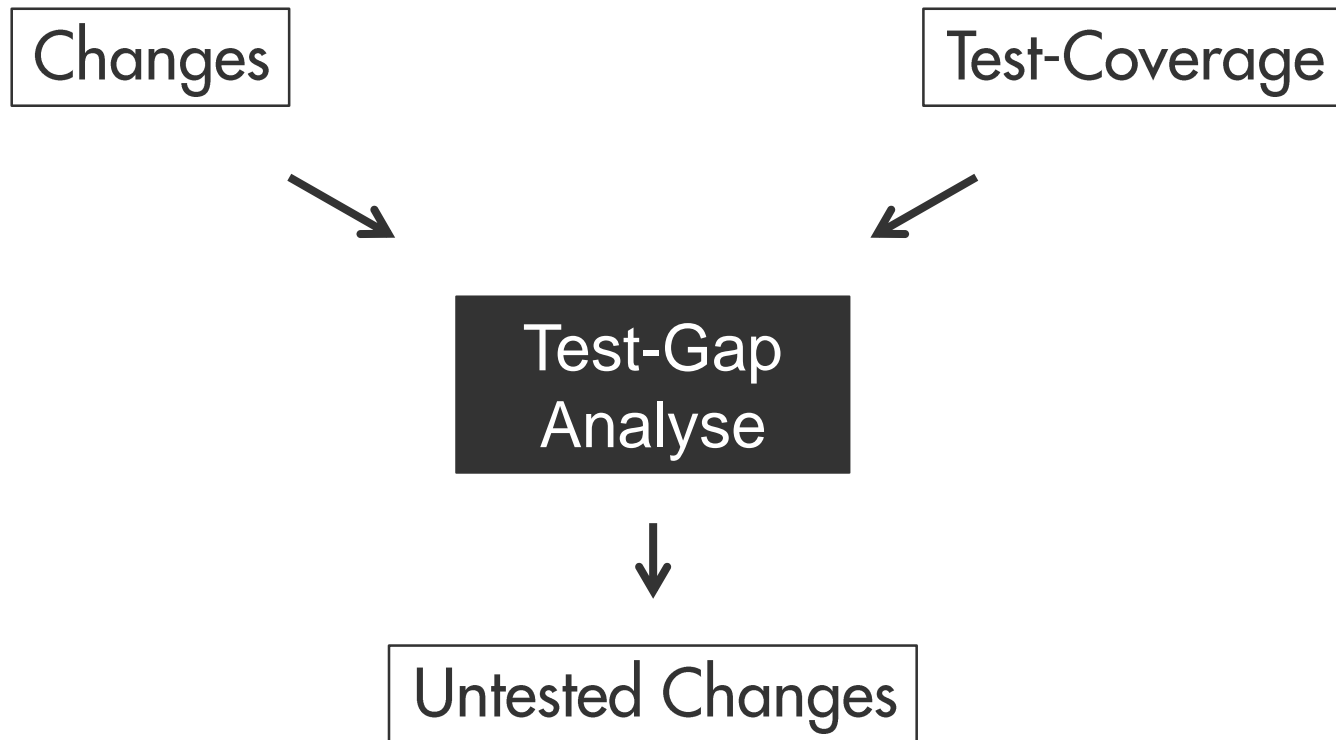 Changes
Test-Coverage
Test-Gap
Analyse
Untested Changes